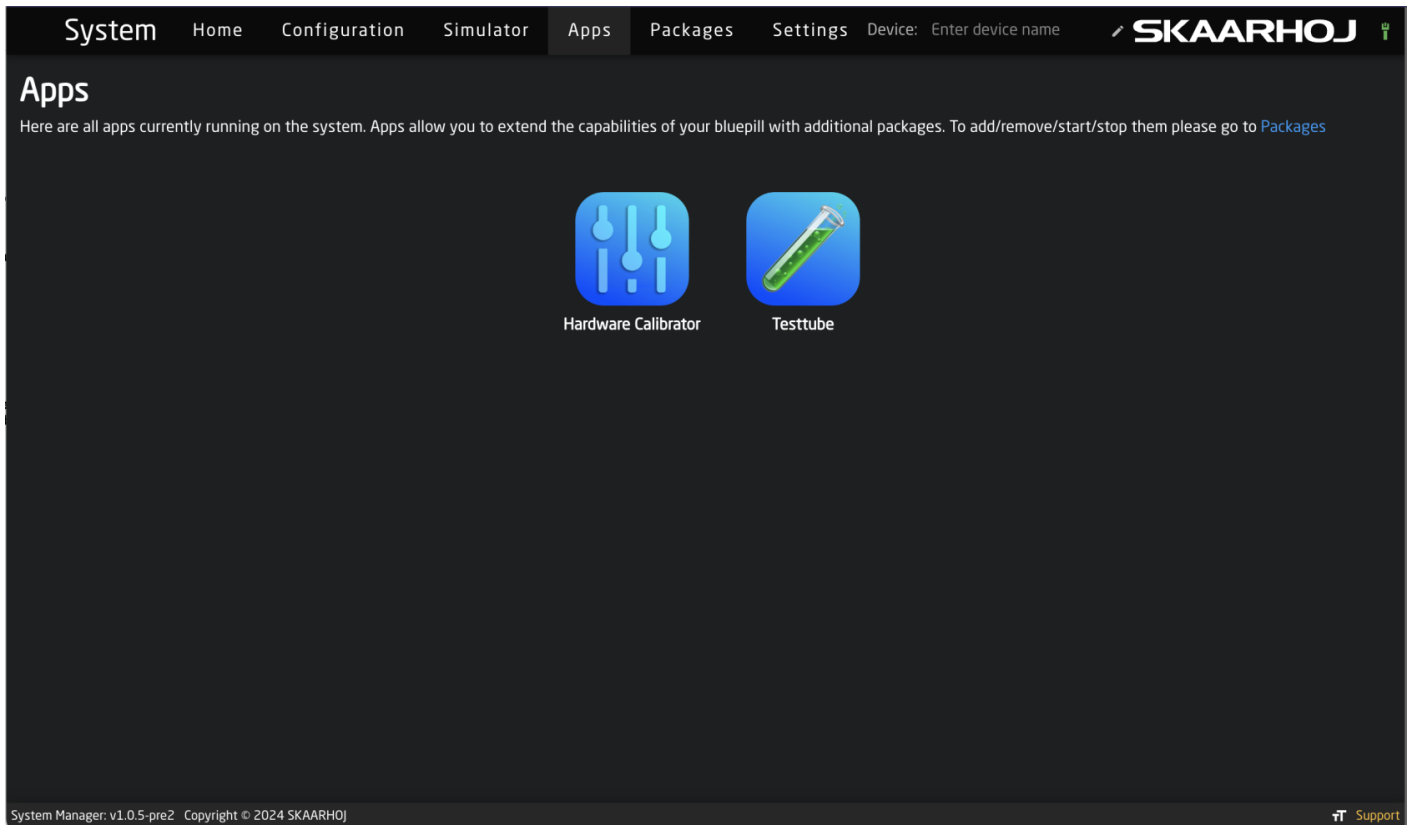 System Home Configuration Simulator Apps Packages Settings Device: Enter device name SKAARHOJ
Apps
Here are all apps currently running on the system. Apps allow you to extend the capabilities of your bluepill with additional packages. To add/remove/start/stop them please go to Packages
Hardware Calibrator Testtube
System Manager: v1.0.5-pre2 Copyright © 2024 SKAARHOJ TT Support